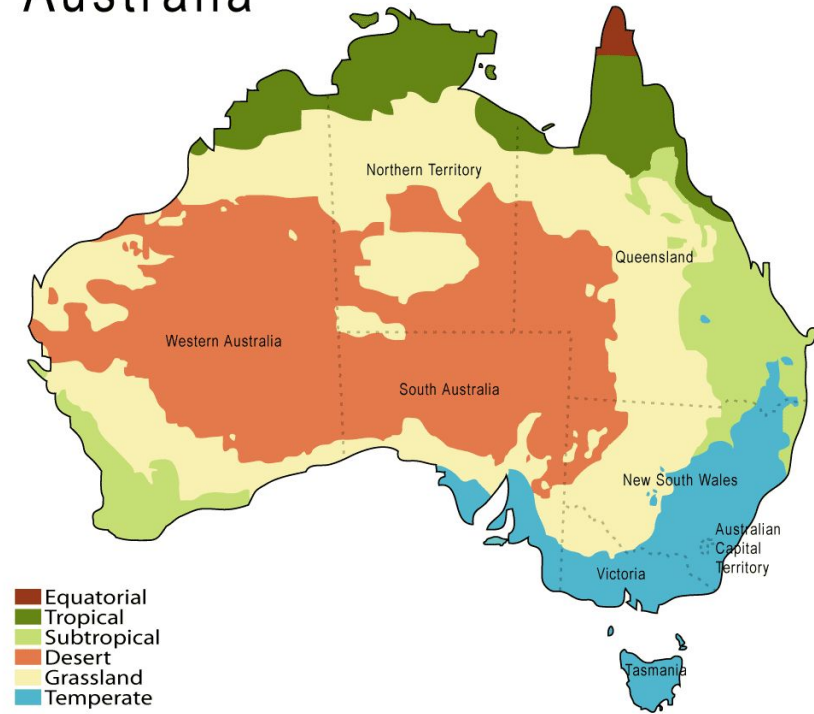 Australia
Northern Territory
Queensland
Western Australia
South Australia
New South Wales
Australian
Capital
Territory
Victoria
Tasmania
Equatorial
Tropical
Subtropical
Desert
Grassland
Temperate